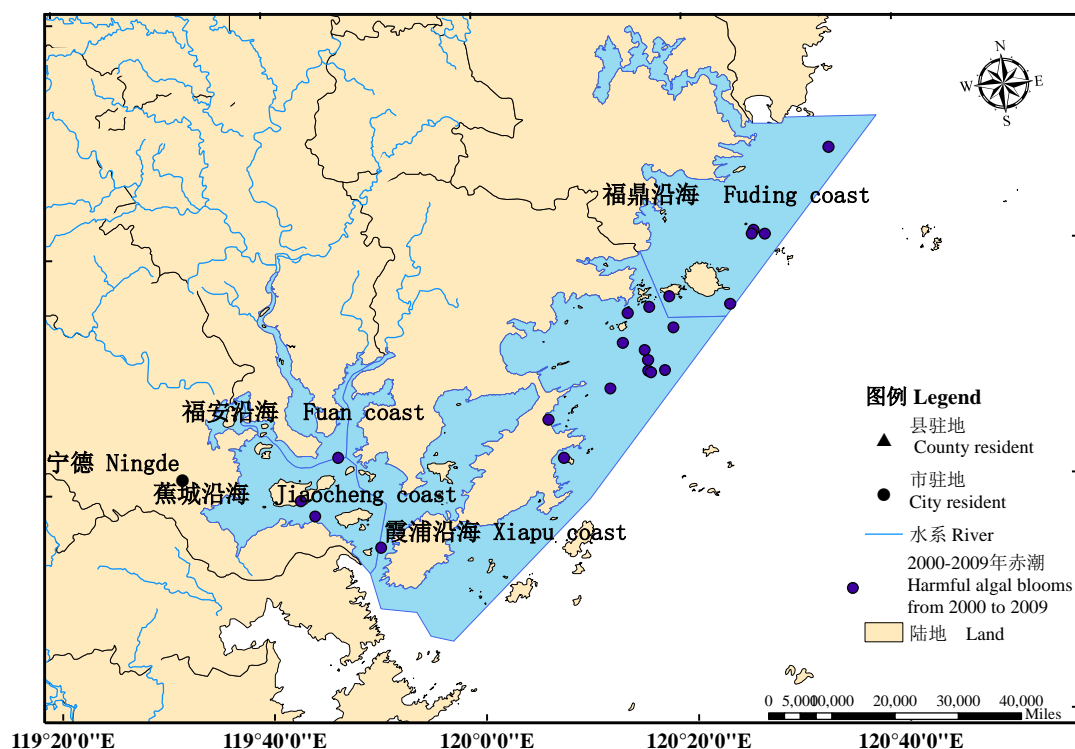 N
W E
S
福鼎沿海 Fuding coast
福安沿海 Fuan coast
宁德 Ningde
蕉城沿海 Jiaocheng coast
霞浦沿海 Xiapu coast
图例 Legend
县驻地
County resident
市驻地
City resident
水系 River
2000-2009年赤潮
Harmful algal blooms
from 2000 to 2009
陆地 Land
0 5,000 10,000 20,000 30,000 40,000
Miles
119°20'0"E 119°40'0"E 120°0'0"E 120°20'0"E 120°40'0"E